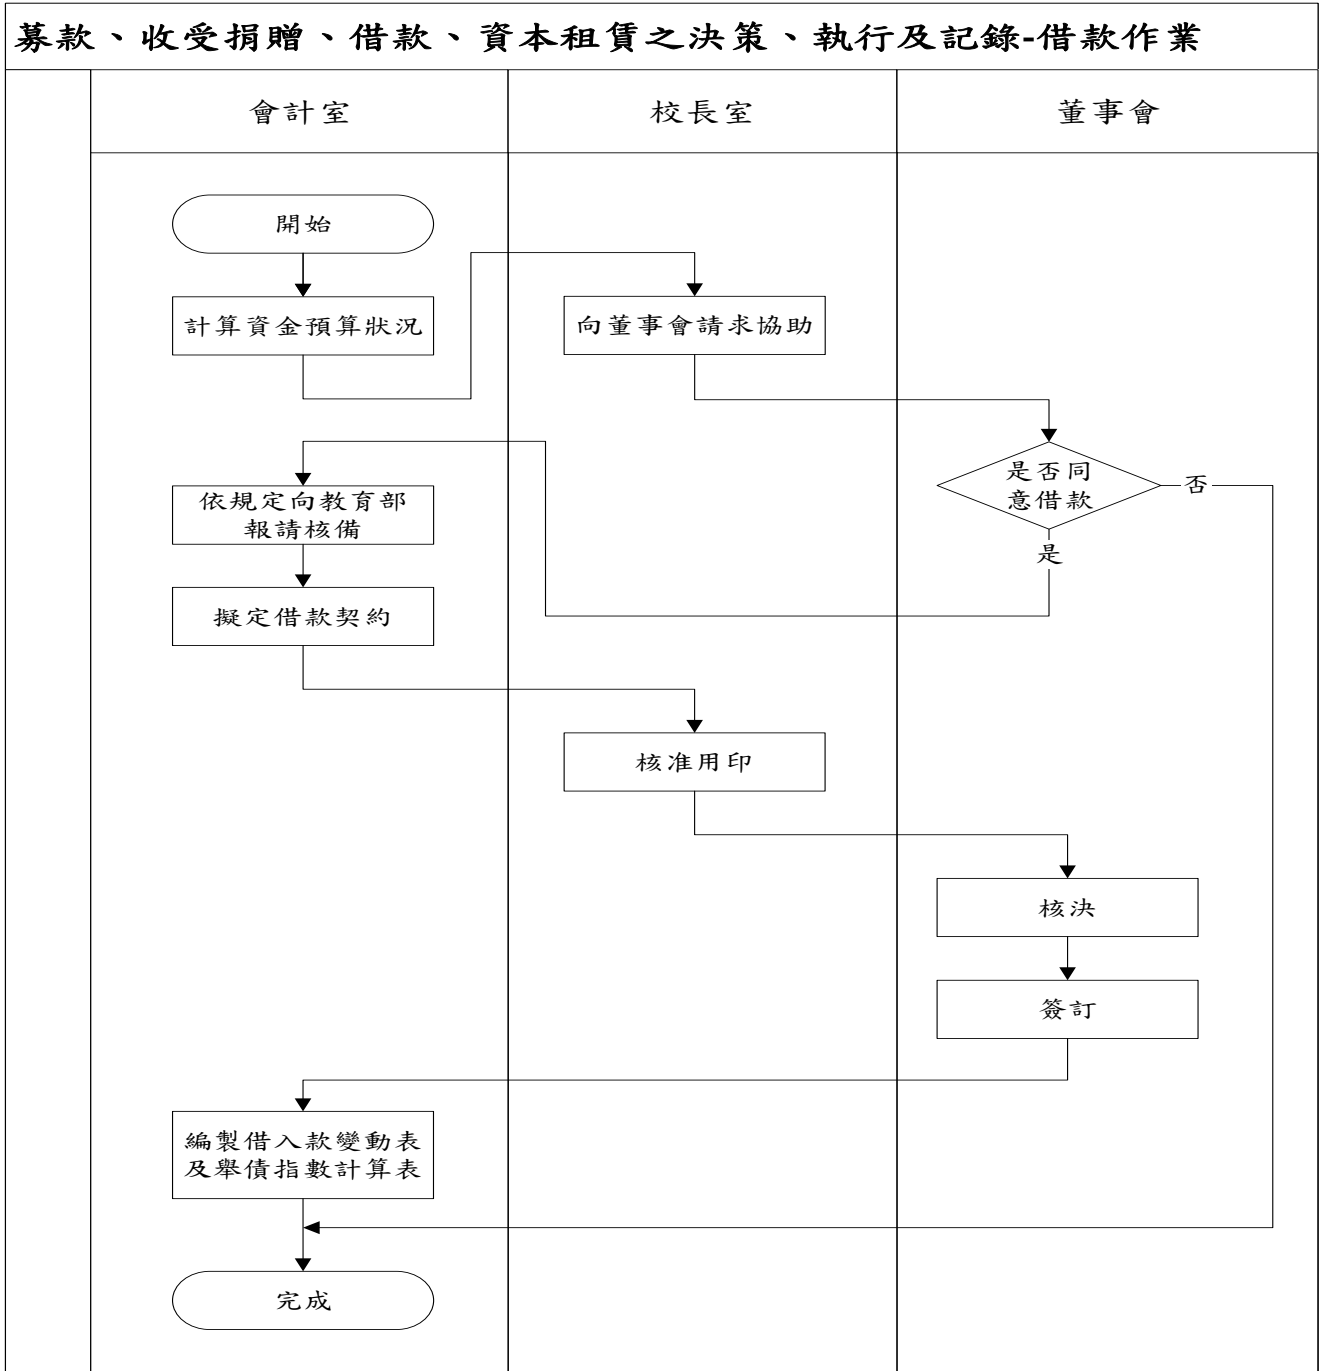 募款、收受捐贈、借款、資本租賃之決策、執行及記錄-借款作業
會計室
校長室
董事會
開始
計算資金預算狀況
向董事會請求協助
是否同
意借款
否
是
依規定向教育部
報請核備
擬定借款契約
核准用印
核決
簽訂
編製借入款變動表
及舉債指數計算表
完成